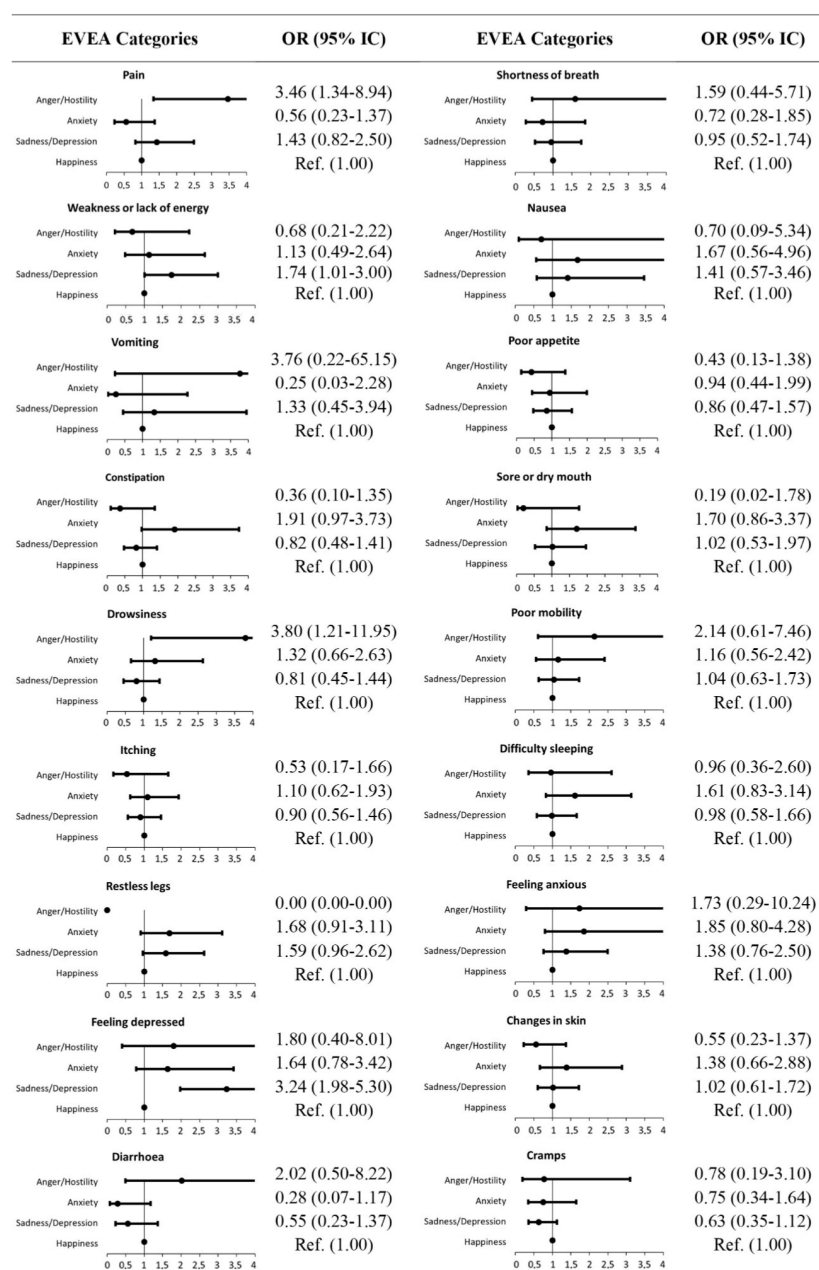 EVEA Categories OR (95% IC) EVEA Categories OR (95% IC)
Pain
Anger/Hostility 3.46 (1.34-8.94)
Anxiety 0.56 (0.23-1.37)
Sadness/Depression 1.43 (0.82-2.50)
Happiness Ref. (1.00)
0 0,5 1 1,5 2 2,5 3 3,5 4
Shortness of breath
Anger/Hostility 1.59 (0.44-5.71)
Anxiety 0.72 (0.28-1.85)
Sadness/Depression 0.95 (0.52-1.74)
Happiness Ref. (1.00)
0 0,5 1 1,5 2 2,5 3 3,5 4
Weakness or lack of energy
Anger/Hostility 0.68 (0.21-2.22)
Anxiety 1.13 (0.49-2.64)
Sadness/Depression 1.74 (1.01-3.00)
Happiness Ref. (1.00)
0 0,5 1 1,5 2 2,5 3 3,5 4
Nausea
Anger/Hostility 0.70 (0.09-5.34)
Anxiety 1.67 (0.56-4.96)
Sadness/Depression 1.41 (0.57-3.46)
Happiness Ref. (1.00)
0 0,5 1 1,5 2 2,5 3 3,5 4
Vomiting
Anger/Hostility 3.76 (0.22-65.15)
Anxiety 0.25 (0.03-2.28)
Sadness/Depression 1.33 (0.45-3.94)
Happiness Ref. (1.00)
0 0,5 1 1,5 2 2,5 3 3,5 4
Poor appetite
Anger/Hostility 0.43 (0.13-1.38)
Anxiety 0.94 (0.44-1.99)
Sadness/Depression 0.86 (0.47-1.57)
Happiness Ref. (1.00)
0 0,5 1 1,5 2 2,5 3 3,5 4
Constipation
Anger/Hostility 0.36 (0.10-1.35)
Anxiety 1.91 (0.97-3.73)
Sadness/Depression 0.82 (0.48-1.41)
Happiness Ref. (1.00)
0 0,5 1 1,5 2 2,5 3 3,5 4
Sore or dry mouth
Anger/Hostility 0.19 (0.02-1.78)
Anxiety 1.70 (0.86-3.37)
Sadness/Depression 1.02 (0.53-1.97)
Happiness Ref. (1.00)
0 0,5 1 1,5 2 2,5 3 3,5 4
Drowsiness
Anger/Hostility 3.80 (1.21-11.95)
Anxiety 1.32 (0.66-2.63)
Sadness/Depression 0.81 (0.45-1.44)
Happiness Ref. (1.00)
0 0,5 1 1,5 2 2,5 3 3,5 4
Poor mobility
Anger/Hostility 2.14 (0.61-7.46)
Anxiety 1.16 (0.56-2.42)
Sadness/Depression 1.04 (0.63-1.73)
Happiness Ref. (1.00)
0 0,5 1 1,5 2 2,5 3 3,5 4
Itching
Anger/Hostility 0.53 (0.17-1.66)
Anxiety 1.10 (0.62-1.93)
Sadness/Depression 0.90 (0.56-1.46)
Happiness Ref. (1.00)
0 0,5 1 1,5 2 2,5 3 3,5 4
Difficulty sleeping
Anger/Hostility 0.96 (0.36-2.60)
Anxiety 1.61 (0.83-3.14)
Sadness/Depression 0.98 (0.58-1.66)
Happiness Ref. (1.00)
0 0,5 1 1,5 2 2,5 3 3,5 4
Restless legs
Anger/Hostility 0.00 (0.00-0.00)
Anxiety 1.68 (0.91-3.11)
Sadness/Depression 1.59 (0.96-2.62)
Happiness Ref. (1.00)
0 0,5 1 1,5 2 2,5 3 3,5 4
Feeling anxious
Anger/Hostility 1.73 (0.29-10.24)
Anxiety 1.85 (0.80-4.28)
Sadness/Depression 1.38 (0.76-2.50)
Happiness Ref. (1.00)
0 0,5 1 1,5 2 2,5 3 3,5 4
Feeling depressed
Anger/Hostility 1.80 (0.40-8.01)
Anxiety 1.64 (0.78-3.42)
Sadness/Depression 3.24 (1.98-5.30)
Happiness Ref. (1.00)
0 0,5 1 1,5 2 2,5 3 3,5 4
Changes in skin
Anger/Hostility 0.55 (0.23-1.37)
Anxiety 1.38 (0.66-2.88)
Sadness/Depression 1.02 (0.61-1.72)
Happiness Ref. (1.00)
0 0,5 1 1,5 2 2,5 3 3,5 4
Diarrhoea
Anger/Hostility 2.02 (0.50-8.22)
Anxiety 0.28 (0.07-1.17)
Sadness/Depression 0.55 (0.23-1.37)
Happiness Ref. (1.00)
0 0,5 1 1,5 2 2,5 3 3,5 4
Cramps
Anger/Hostility 0.78 (0.19-3.10)
Anxiety 0.75 (0.34-1.64)
Sadness/Depression 0.63 (0.35-1.12)
Happiness Ref. (1.00)
0 0,5 1 1,5 2 2,5 3 3,5 4